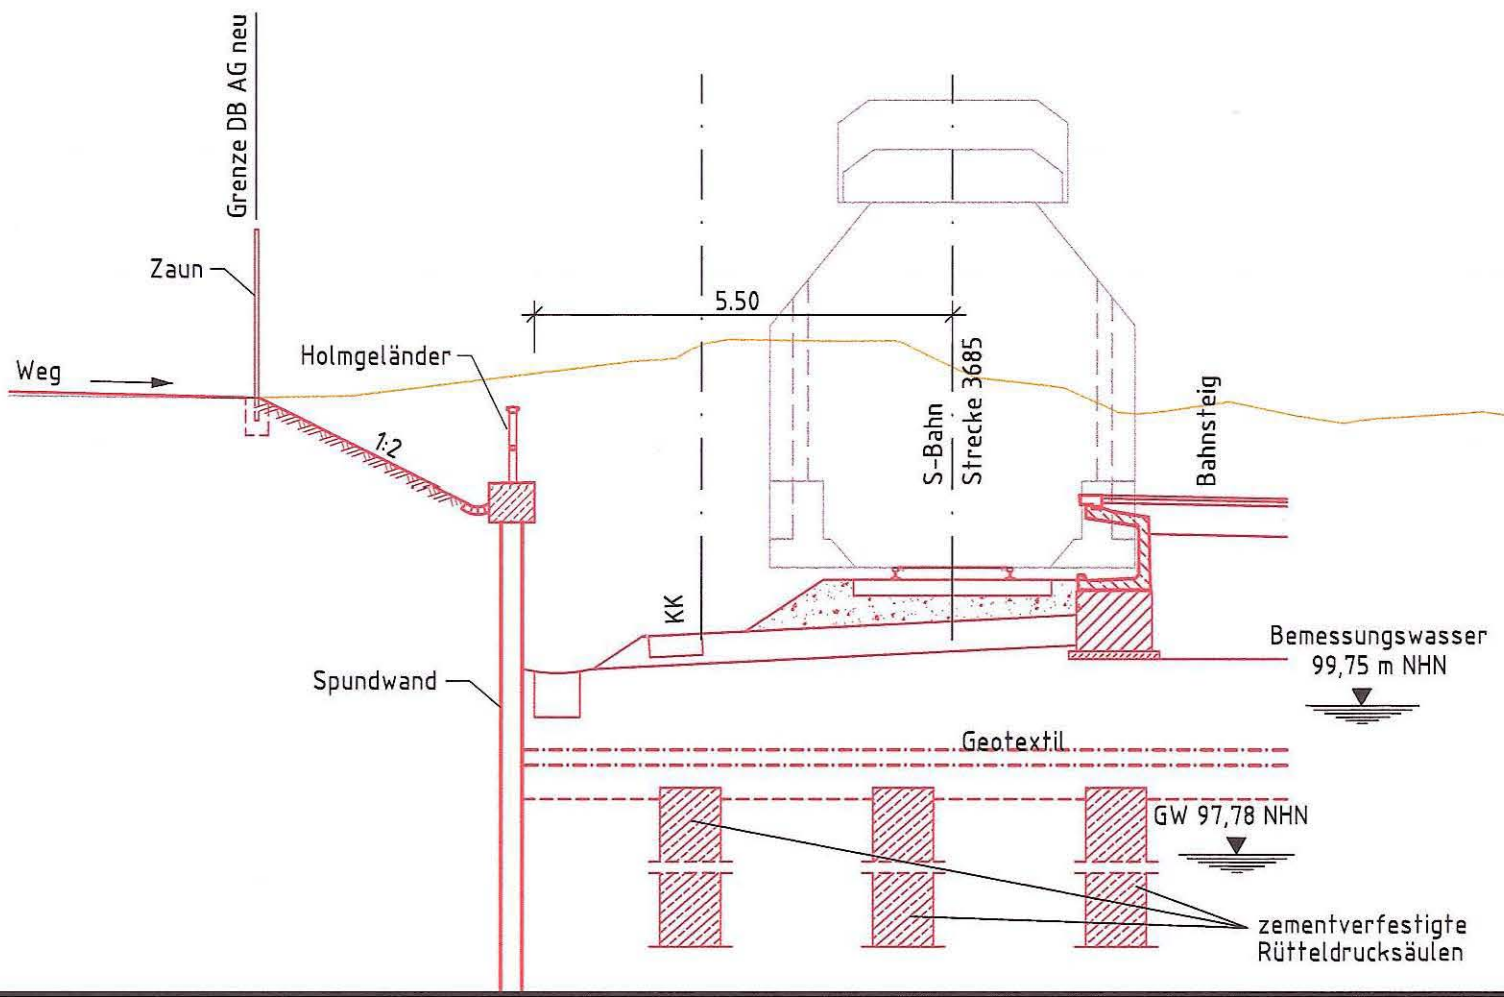 Grenze DB AG neu
Zaun
Weg
Holmgeländer
5.50
1:2
S-Bahn
Strecke 3685
Bahnsteig
KK
Spundwand
Bemessungswasser
99,75 m NHN
Geotextil
GW 97,78 NHN
zementverfestigte
Rütteldrucksäulen